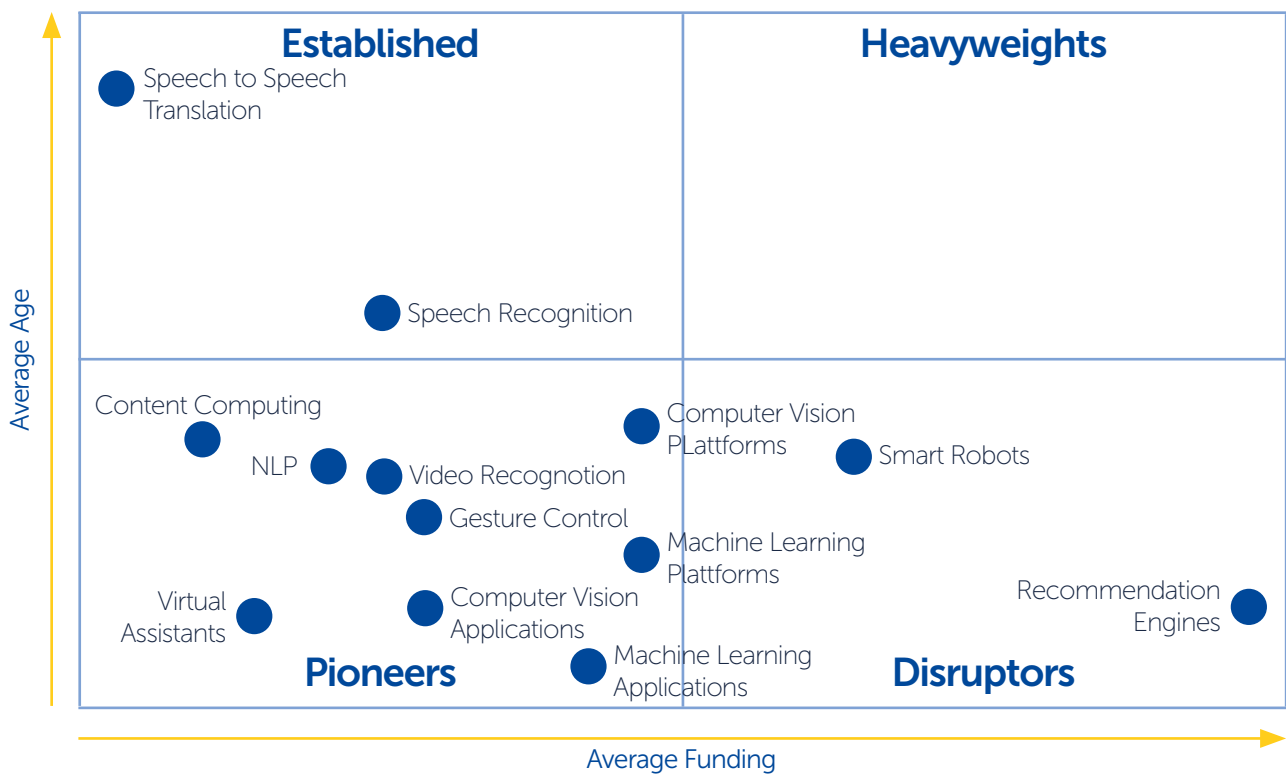 Established
Heavyweights
Speech to Speech
Translation
Speech Recognition
Average Age
Content Computing
Computer Vision
PLattforms
NLP
Video Recognotion
Smart Robots
Gesture Control
Machine Learning
Plattforms
Virtual
Assistants
Computer Vision
Applications
Recommendation
Engines
Machine Learning
Applications
Pioneers
Disruptors
Average Funding